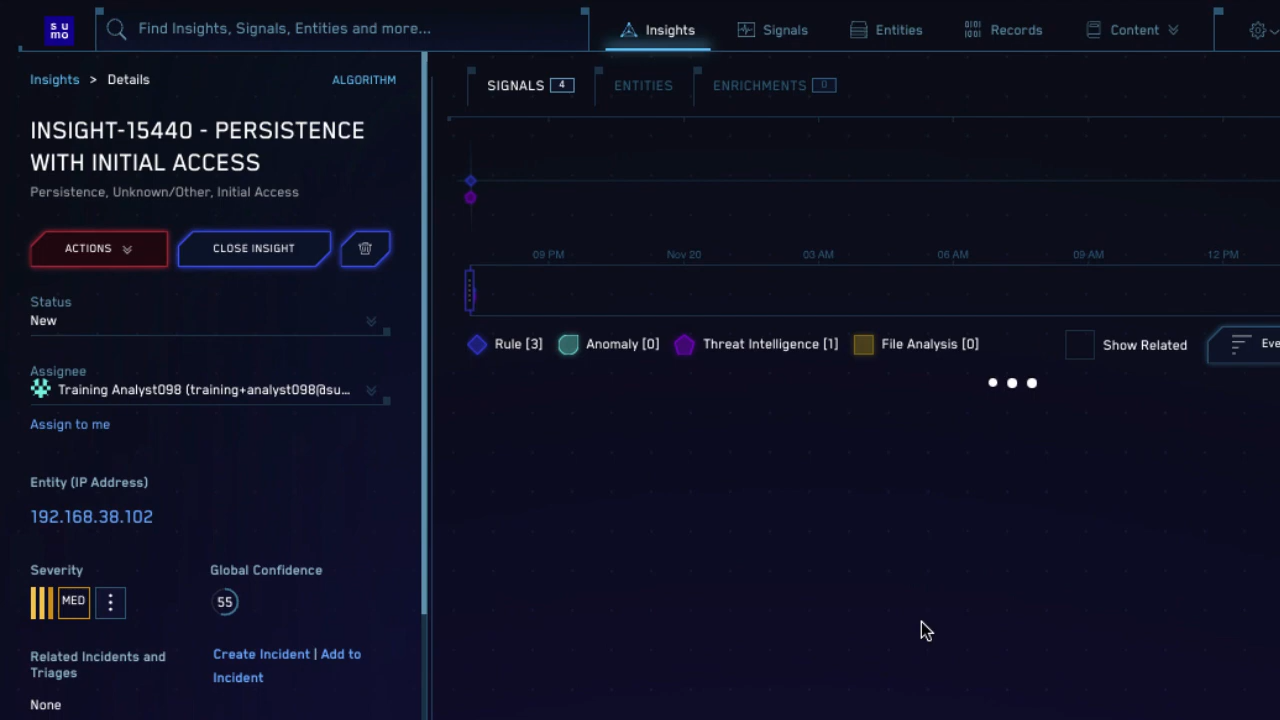 su
mo
Find Insights, Signals, Entities and more...
Insights
Signals
Entities
Records
Content
Insights > Details
ALGORITHM
INSIGHT-15440 - PERSISTENCE
WITH INITIAL ACCESS
Persistence, Unknown/Other, Initial Access
ACTIONS
CLOSE INSIGHT
Status
New
Assignee
Training Analyst098 (training+analyst098@su...
Assign to me
Entity (IP Address)
192.168.38.102
Severity
Global Confidence
MED
55
Related Incidents and
Triages
Create Incident | Add to
Incident
None
SIGNALS 4
ENTITIES
ENRICHMENTS 0
09 PM
Nov 20
03 AM
06 AM
09 AM
12 PM
Rule [3]
Anomaly [0]
Threat Intelligence [1]
File Analysis [0]
Show Related
Eve